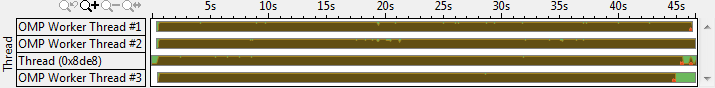 5s 10s 15s 20s 25s 30s 35s 40s 45s
OMP Worker Thread #1
OMP Worker Thread #2
Thread (0x8de8)
OMP Worker Thread #3
Thread